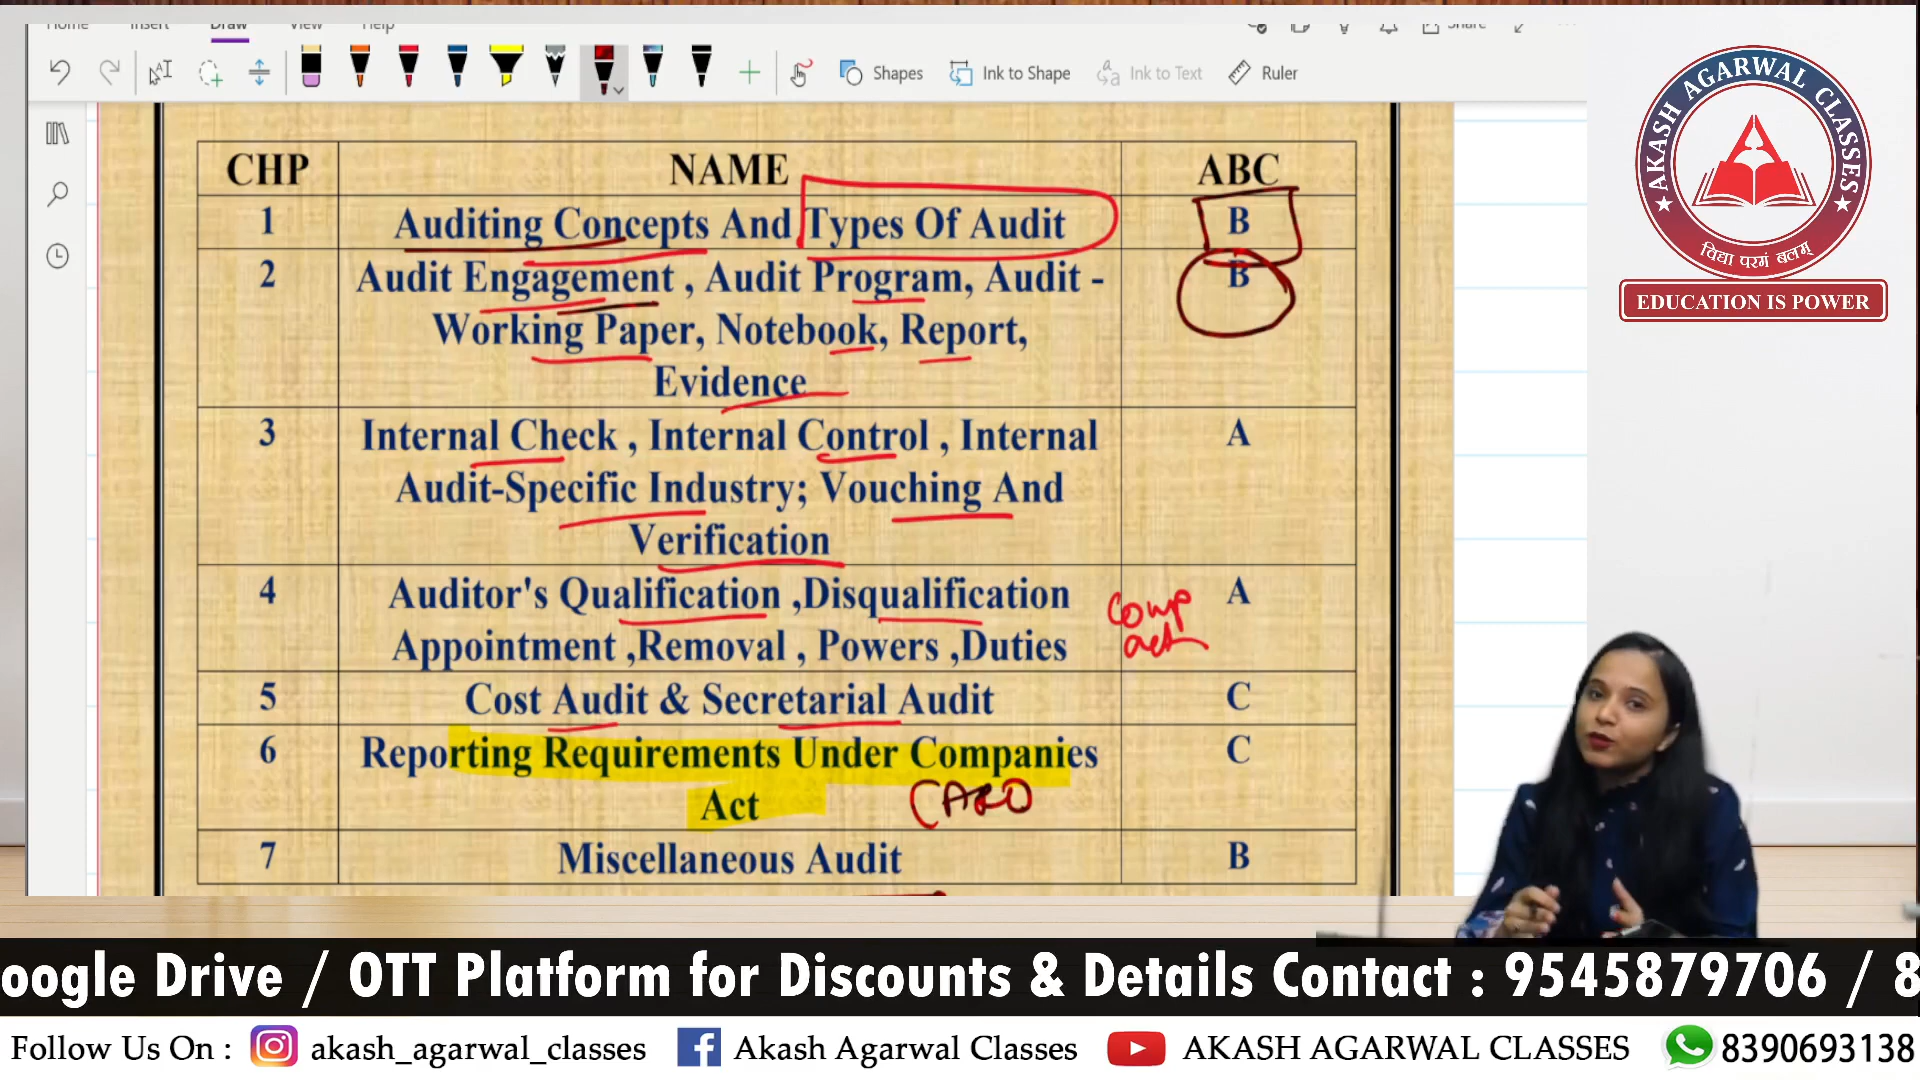 Home Insert Draw View Help Share
Shapes Ink to Shape Ink to Text Ruler
CHP NAME ABC
1 Auditing Concepts And Types Of Audit B
2 Audit Engagement , Audit Program, Audit - B
Working Paper, Notebook, Report,
Evidence
3 Internal Check , Internal Control , Internal A
Audit-Specific Industry; Vouching And
Verification
4 Auditor's Qualification ,Disqualification A
Comp
Appointment ,Removal , Powers ,Duties
act
5 Cost Audit & Secretarial Audit C
6 Reporting Requirements Under Companies C
Act CARO
7 Miscellaneous Audit B
AKASH AGARWAL CLASSES
विद्या परमं बलम्
EDUCATION IS POWER
oogle Drive / OTT Platform for Discounts & Details Contact : 9545879706 / 8
Follow Us On : akash_agarwal_classes Akash Agarwal Classes AKASH AGARWAL CLASSES 8390693138